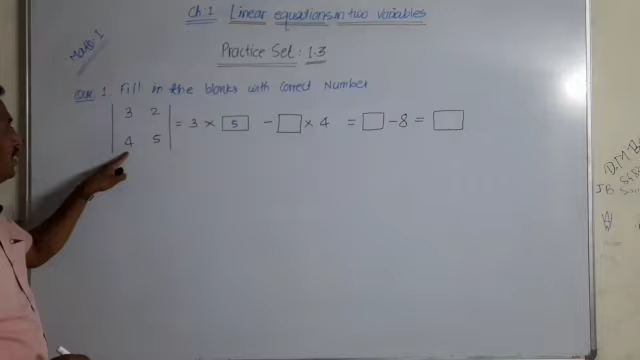 Ch:1 Linear equations in two variables
Maths:I
Practice Set: 1.3
Que 1. Fill in the blanks with Correct Number
3 2
4 5
= 3 × 5 - □ × 4 = □ - 8 = □
D.M.